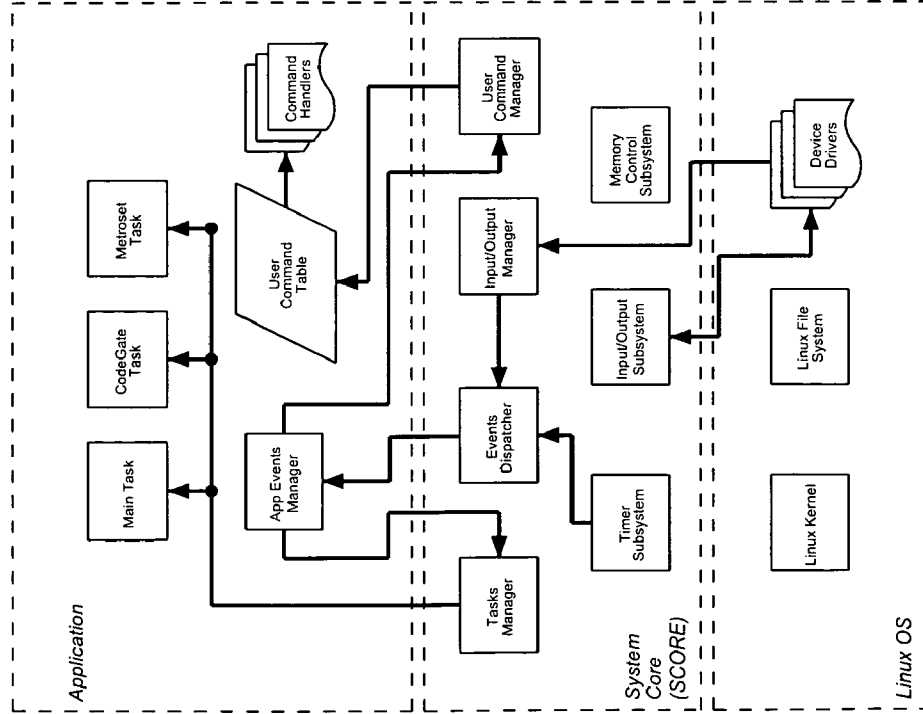 Application
Main Task
CodeGate
Task
Metroset
Task
App Events
Manager
User
Command
Table
Command
Handlers
System
Core
(SCORE)
Tasks
Manager
Events
Dispatcher
Input/Output
Manager
User
Command
Manager
Timer
Subsystem
Input/Output
Subsystem
Memory
Control
Subsystem
Linux OS
Linux Kernel
Linux File
System
Device
Drivers